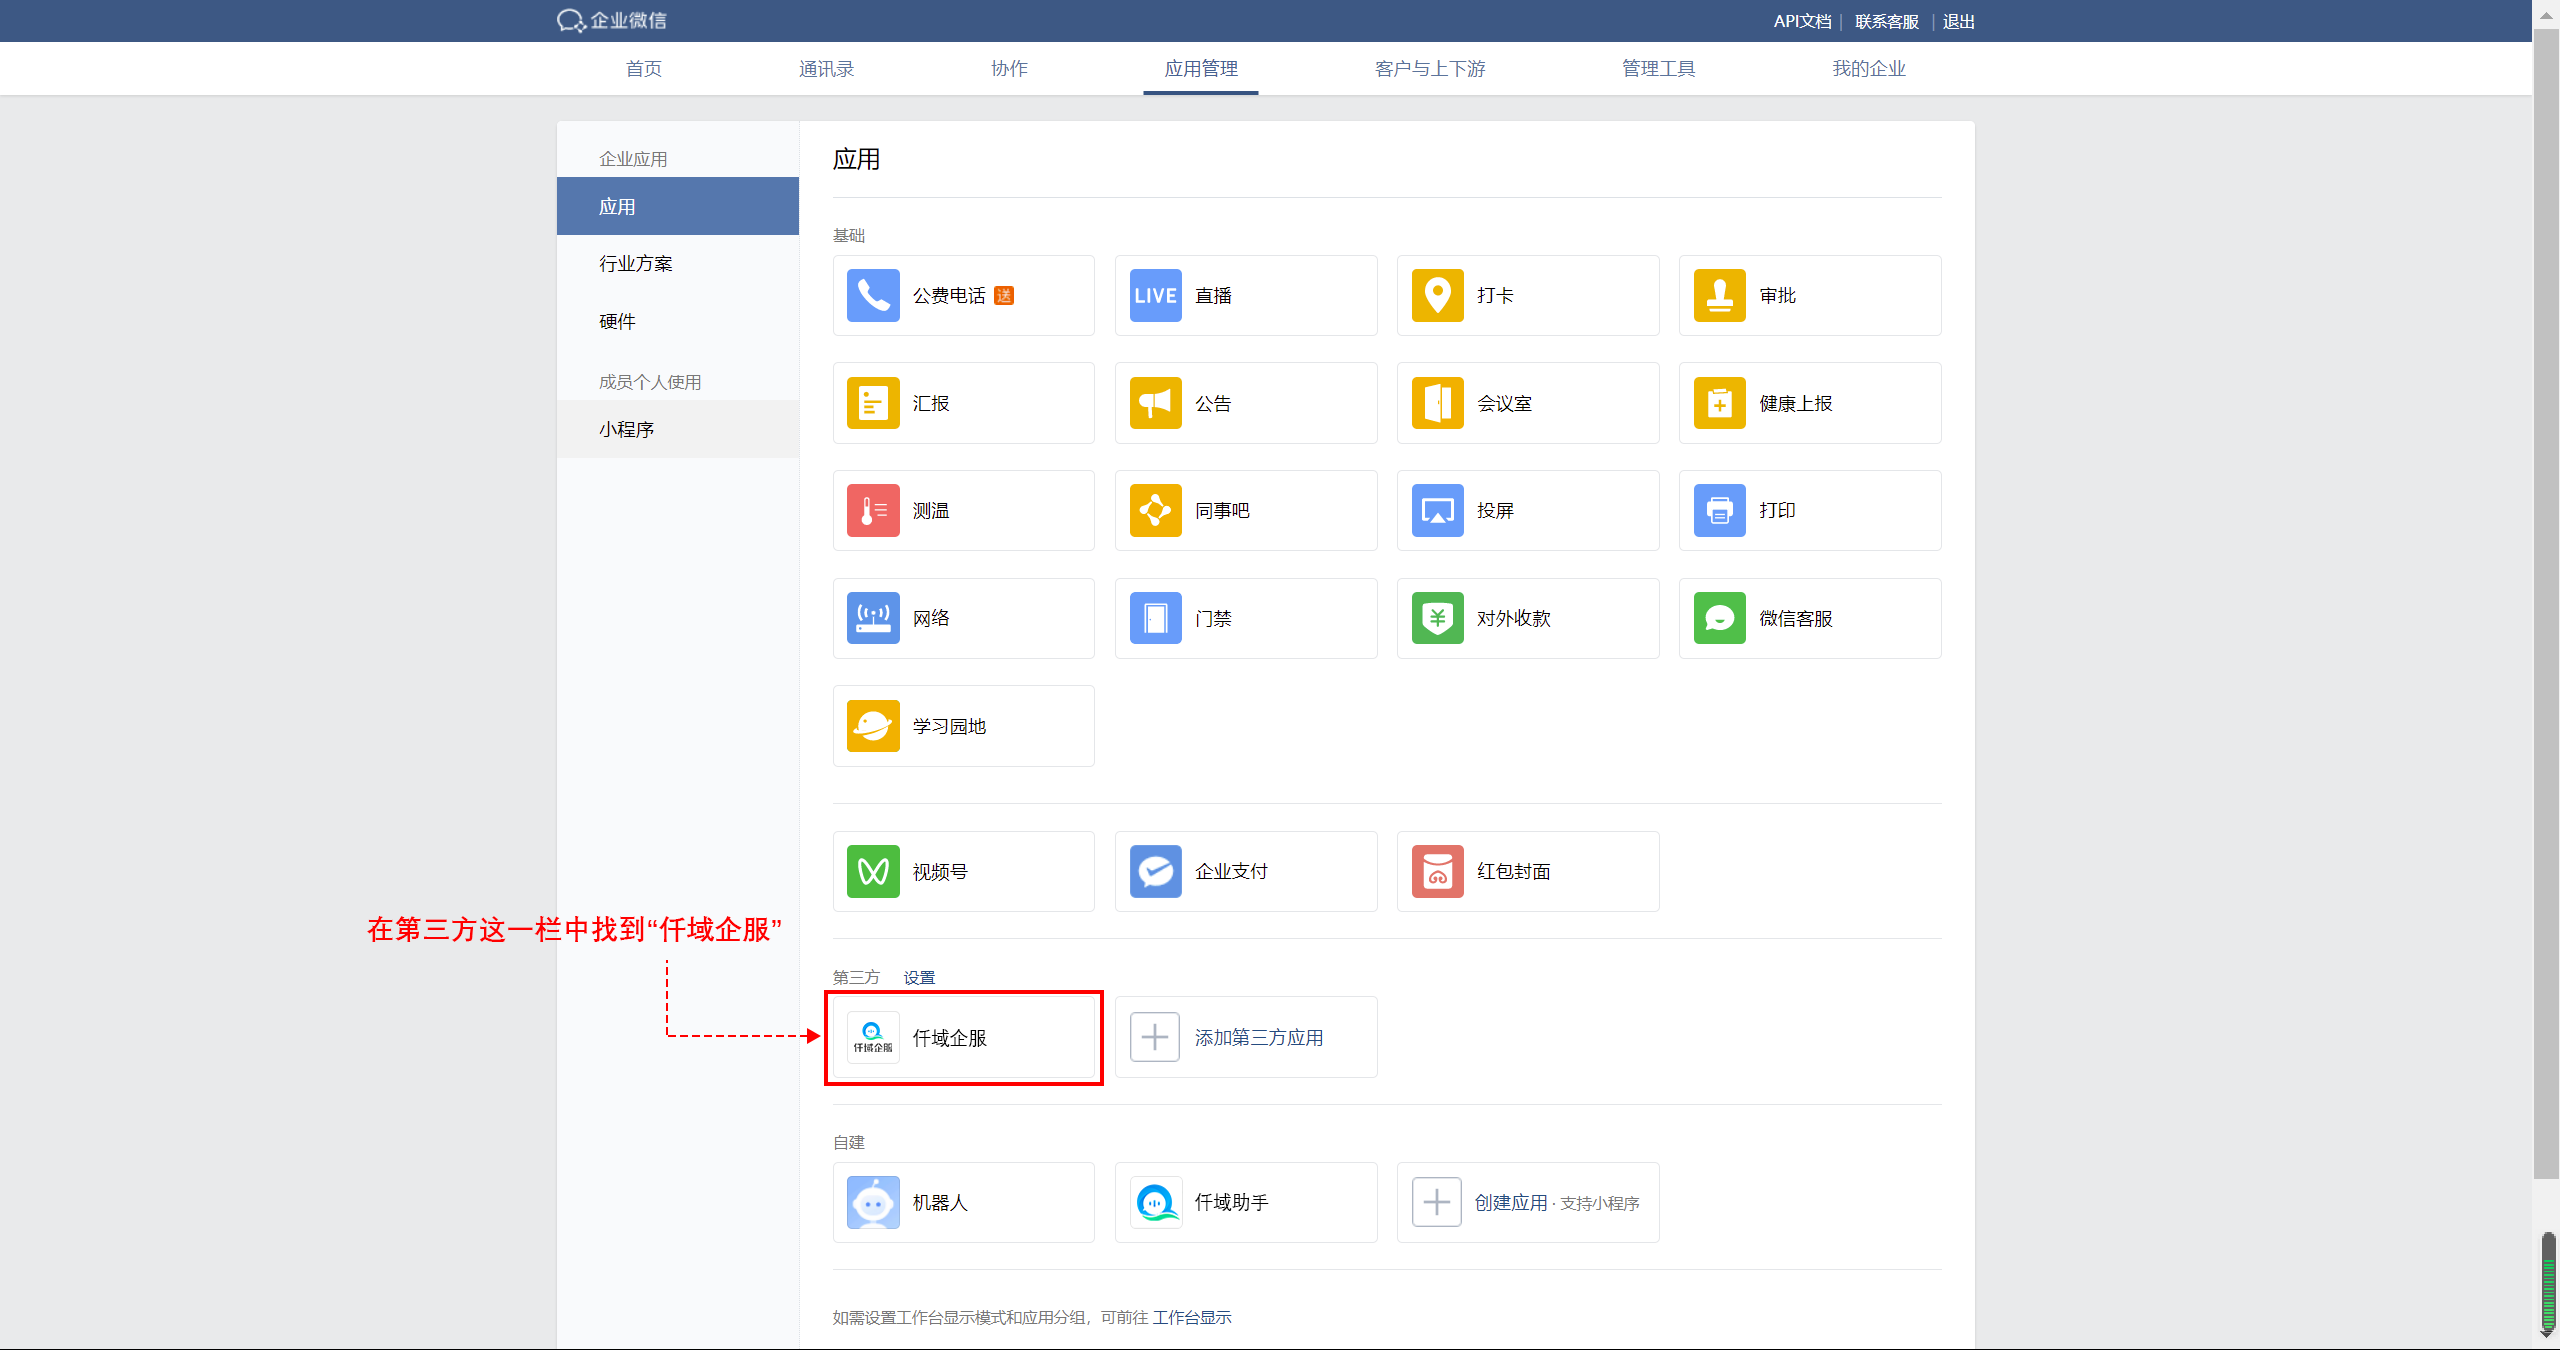 企业微信
API文档 | 联系客服 | 退出
首页 通讯录 协作 应用管理 客户与上下游 管理工具 我的企业
企业应用
应用
行业方案
硬件
成员个人使用
小程序
应用
基础
公费电话 送
LIVE 直播
打卡
审批
汇报
公告
会议室
健康上报
测温
同事吧
投屏
打印
网络
门禁
对外收款
微信客服
学习园地
视频号
企业支付
红包封面
在第三方这一栏中找到“仟域企服”
第三方 设置
仟域企服 仟域企服
添加第三方应用
自建
机器人
仟域助手
创建应用 · 支持小程序
如需设置工作台显示模式和应用分组，可前往 工作台显示